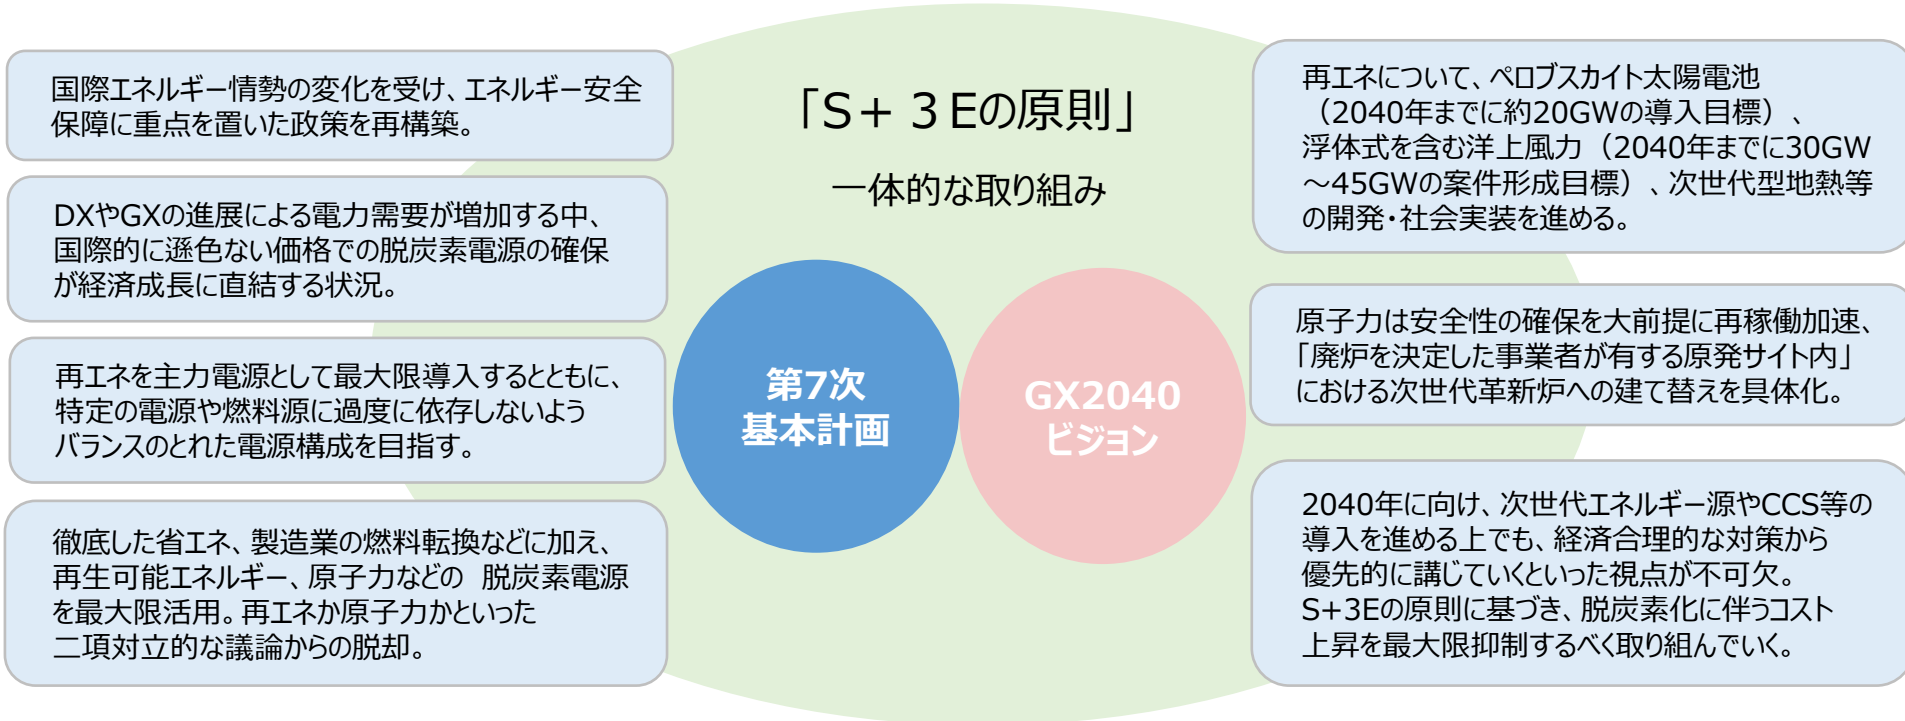 国際エネルギー情勢の変化を受け、エネルギー安全
保障に重点を置いた政策を再構築。
DXやGXの進展による電力需要が増加する中、
国際的に遜色ない価格での脱炭素電源の確保
が経済成長に直結する状況。
再エネを主力電源として最大限導入するとともに、
特定の電源や燃料源に過度に依存しないよう
バランスのとれた電源構成を目指す。
徹底した省エネ、製造業の燃料転換などに加え、
再生可能エネルギー、原子力などの 脱炭素電源
を最大限活用。再エネか原子力かといった
二項対立的な議論からの脱却。
「S+３Eの原則」
一体的な取り組み
第7次
基本計画
GX2040
ビジョン
再エネについて、ペロブスカイト太陽電池
（2040年までに約20GWの導入目標）、
浮体式を含む洋上風力（2040年までに30GW
～45GWの案件形成目標）、次世代型地熱等
の開発・社会実装を進める。
原子力は安全性の確保を大前提に再稼働加速、
「廃炉を決定した事業者が有する原発サイト内」
における次世代革新炉への建て替えを具体化。
2040年に向け、次世代エネルギー源やCCS等の
導入を進める上でも、経済合理的な対策から
優先的に講じていくといった視点が不可欠。
S+3Eの原則に基づき、脱炭素化に伴うコスト
上昇を最大限抑制するべく取り組んでいく。